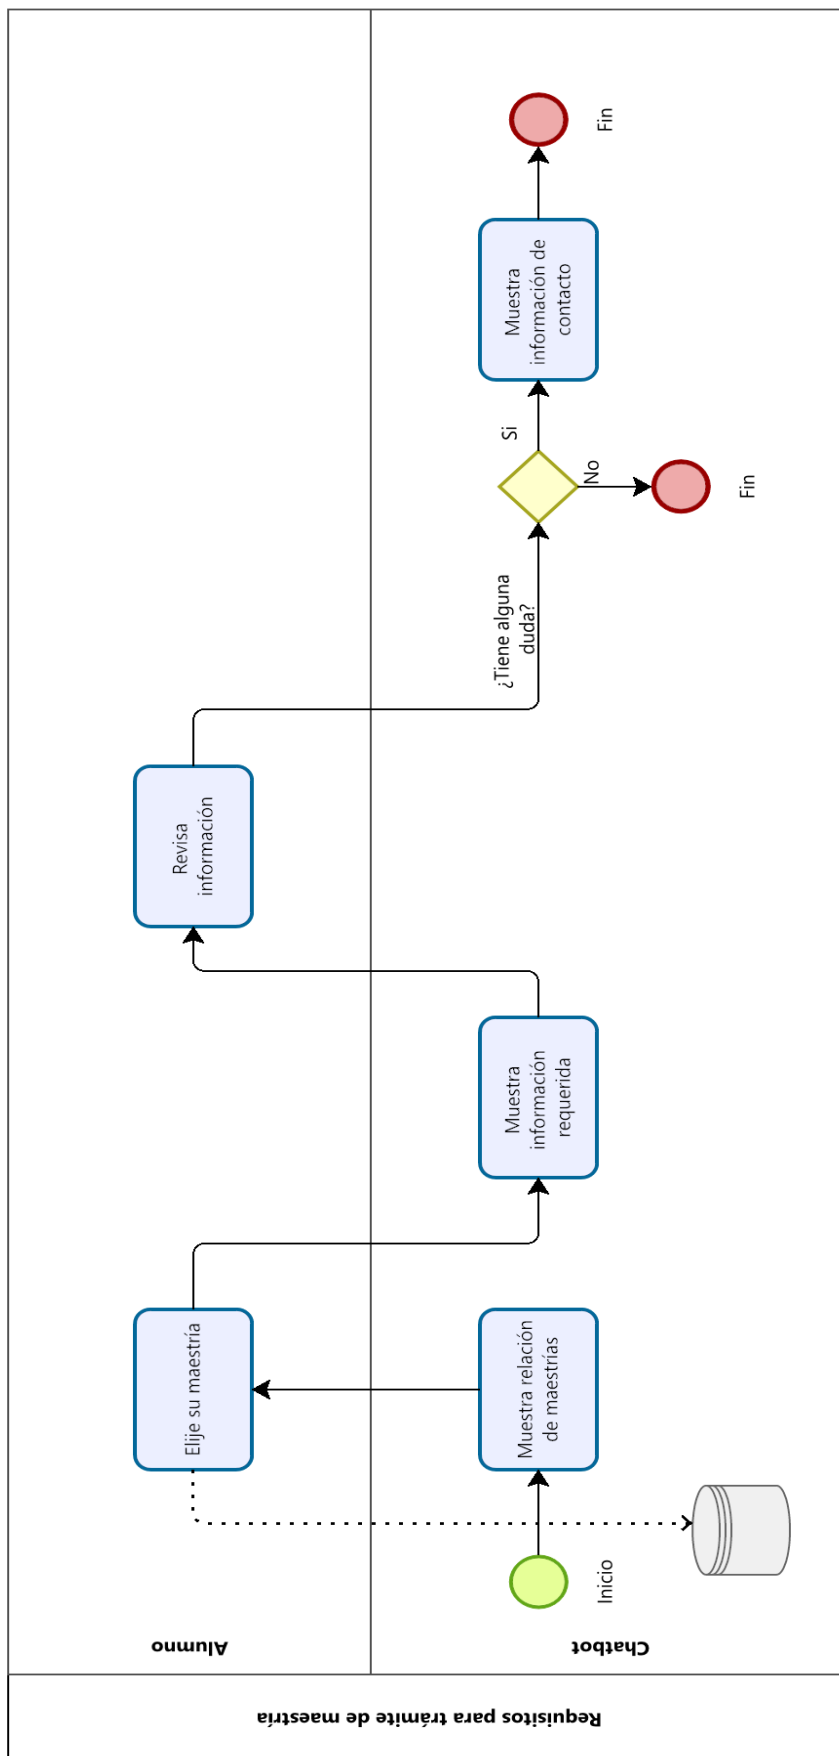 Requisitos para trámite de maestría
Alumno
Chatbot
Inicio
Muestra relación
de maestrías
Elije su maestría
Muestra
información
requerida
Revisa
información
¿Tiene alguna
duda?
Si
No
Fin
Muestra
información de
contacto
Fin